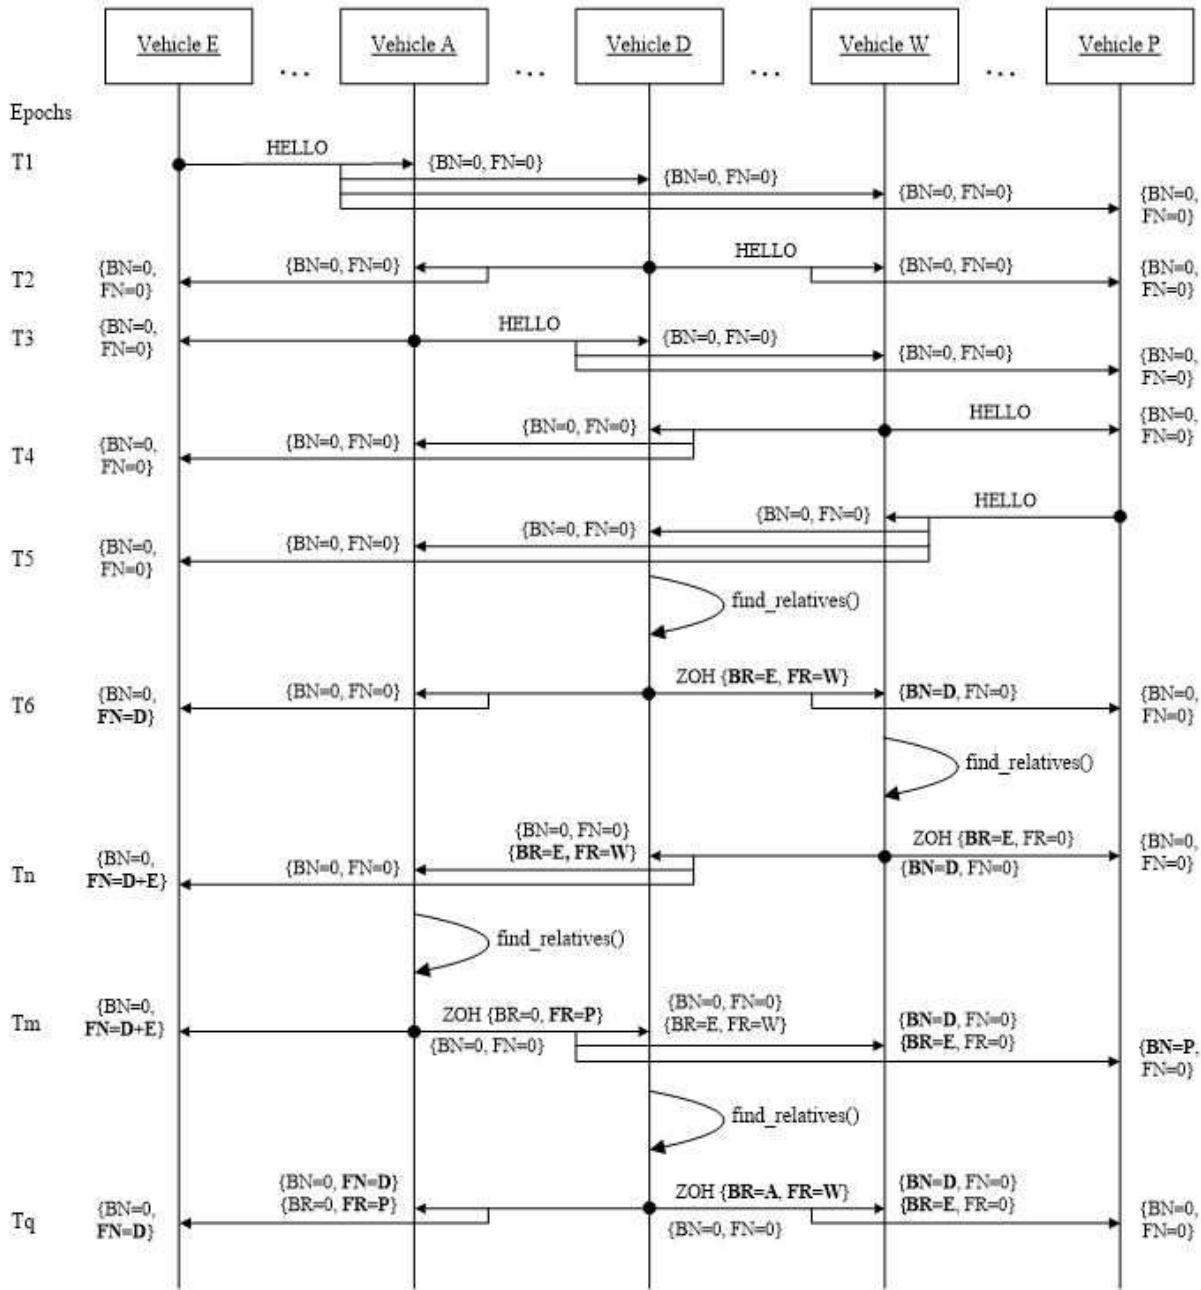 Vehicle E
Vehicle A
Vehicle D
Vehicle W
Vehicle P
...
...
...
...
Epochs
T1
HELLO
{BN=0, FN=0}
{BN=0, FN=0}
{BN=0, FN=0}
{BN=0,
FN=0}
T2
{BN=0,
FN=0}
{BN=0, FN=0}
HELLO
{BN=0, FN=0}
{BN=0,
FN=0}
T3
{BN=0,
FN=0}
HELLO
{BN=0, FN=0}
{BN=0, FN=0}
{BN=0,
FN=0}
T4
{BN=0,
FN=0}
{BN=0, FN=0}
{BN=0, FN=0}
HELLO
{BN=0,
FN=0}
T5
{BN=0,
FN=0}
{BN=0, FN=0}
{BN=0, FN=0}
{BN=0, FN=0}
HELLO
find_relatives()
T6
{BN=0,
FN=D}
{BN=0, FN=0}
ZOH {BR=E, FR=W}
{BN=D, FN=0}
{BN=0,
FN=0}
find_relatives()
Tn
{BN=0,
FN=D+E}
{BN=0, FN=0}
{BN=0, FN=0}
{BR=E, FR=W}
ZOH {BR=E, FR=0}
{BN=D, FN=0}
{BN=0,
FN=0}
find_relatives()
Tm
{BN=0,
FN=D+E}
ZOH {BR=0, FR=P}
{BN=0, FN=0}
{BN=0, FN=0}
{BR=E, FR=W}
{BN=D, FN=0}
{BR=E, FR=0}
{BN=P,
FN=0}
find_relatives()
Tq
{BN=0,
FN=D}
{BN=0, FN=D}
{BR=0, FR=P}
ZOH {BR=A, FR=W}
{BN=0, FN=0}
{BN=D, FN=0}
{BR=E, FR=0}
{BN=0,
FN=0}